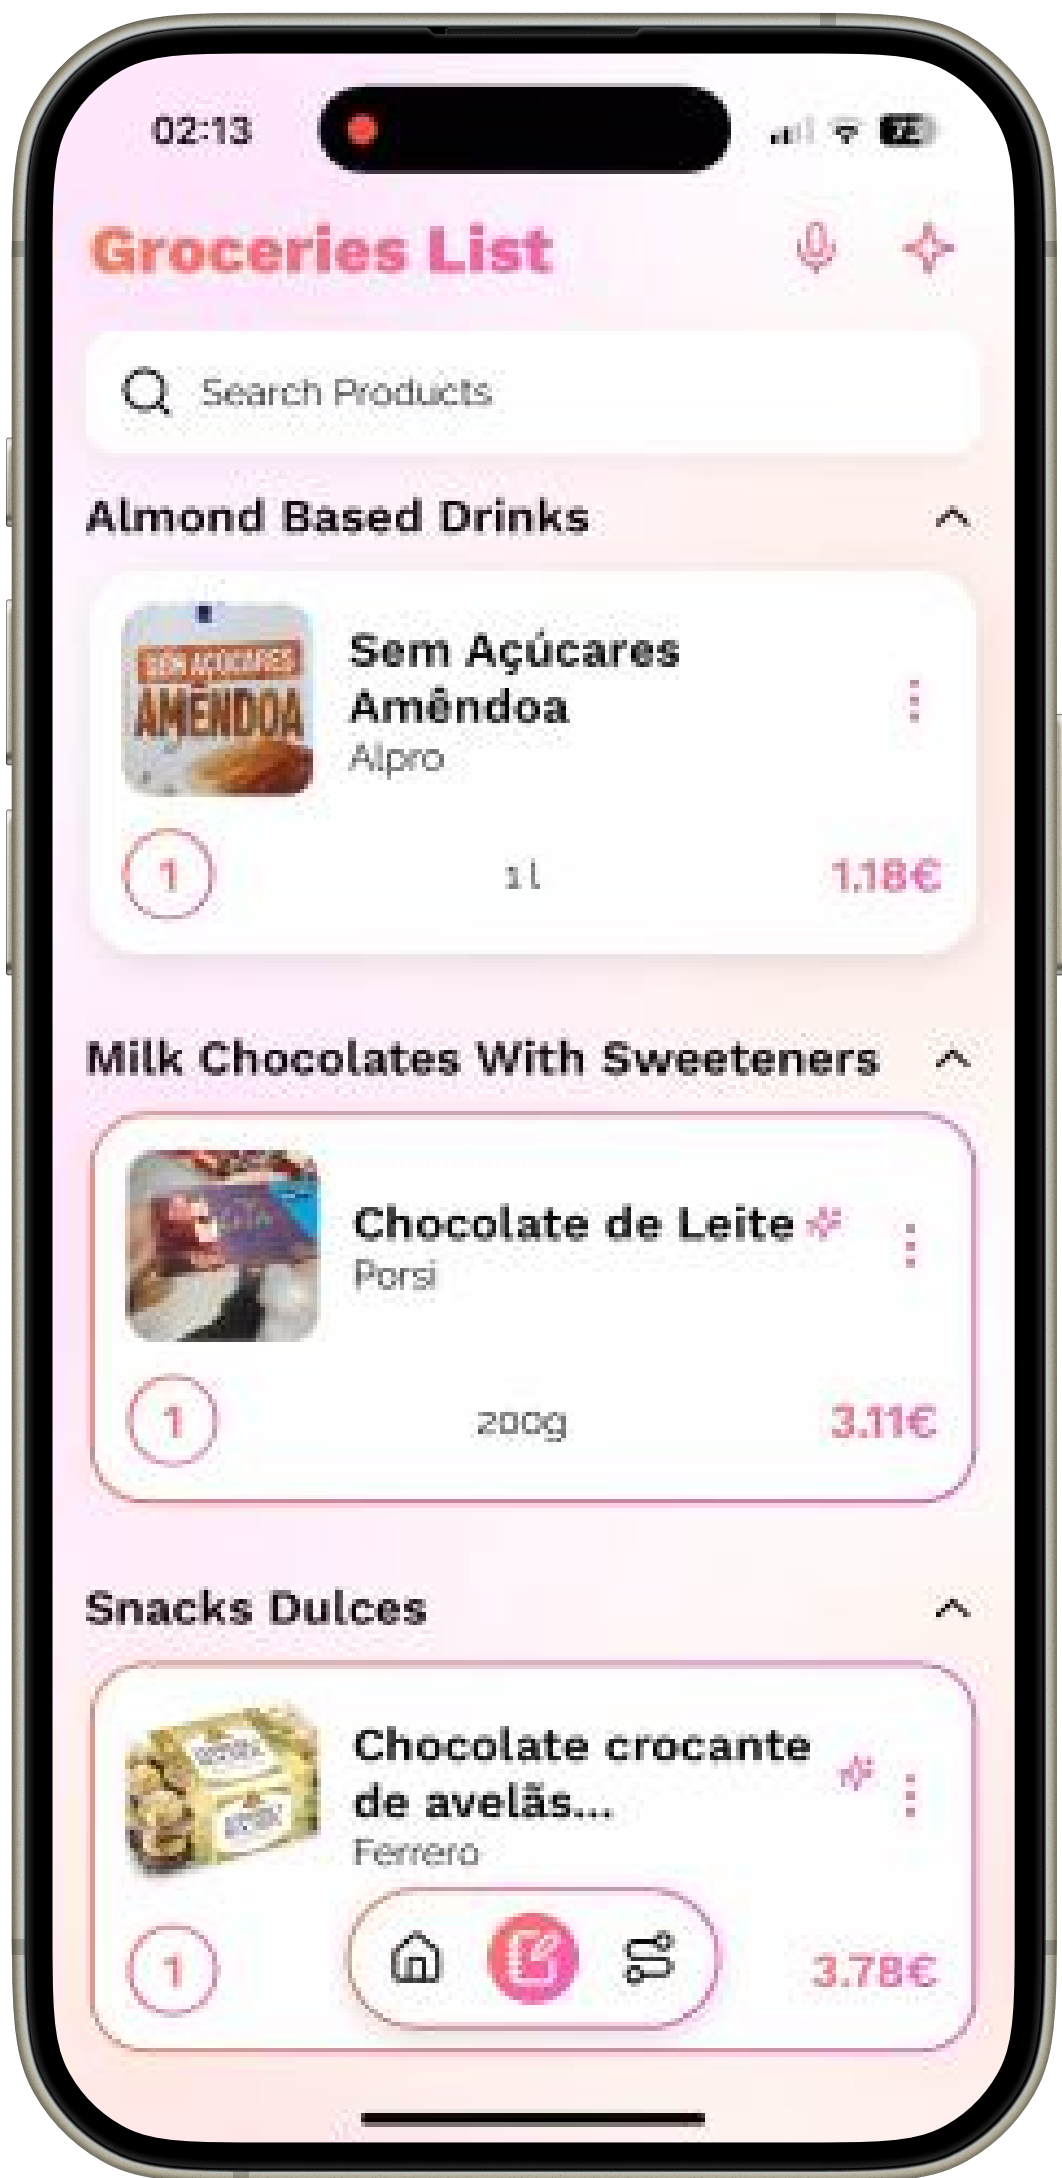 02:13
73
Groceries List
Search Products
Almond Based Drinks
SEM AÇÚCARES
AMÊNDOA
Sem Açúcares
Amêndoa
Alpro
1
1 l
1.18€
Milk Chocolates With Sweeteners
Chocolate de Leite
Porsi
1
200g
3.11€
Snacks Dulces
Chocolate crocante
de avelãs...
Ferrero
1
3.78€